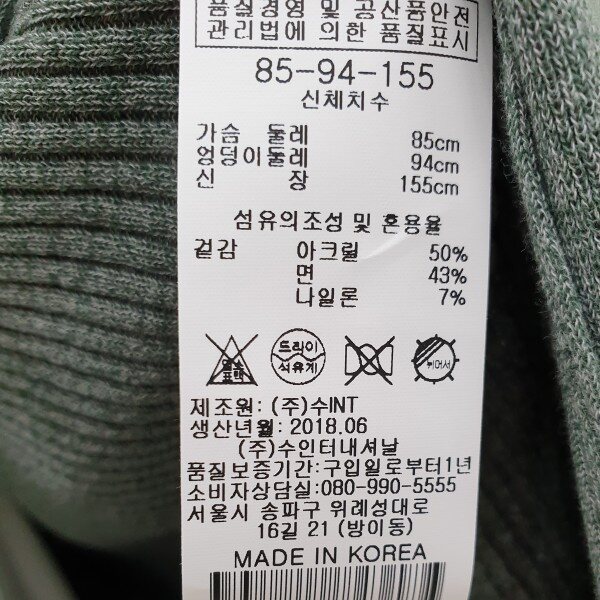 품질경영 및 공산품안전
관리법에 의한 품질표시
85-94-155
신체치수
가슴 둘레 85cm
엉덩이둘레 94cm
신 장 155cm
섬유의조성 및 혼용율
겉감 아크릴 50%
면 43%
나일론 7%
염소 표백
드라이
석유계
뉘어서
제조원: (주)수INT
생산년월: 2018.06
(주)수인터내셔날
품질보증기간:구입일로부터1년
소비자상담실:080-990-5555
서울시 송파구 위례성대로
16길 21 (방이동)
MADE IN KOREA